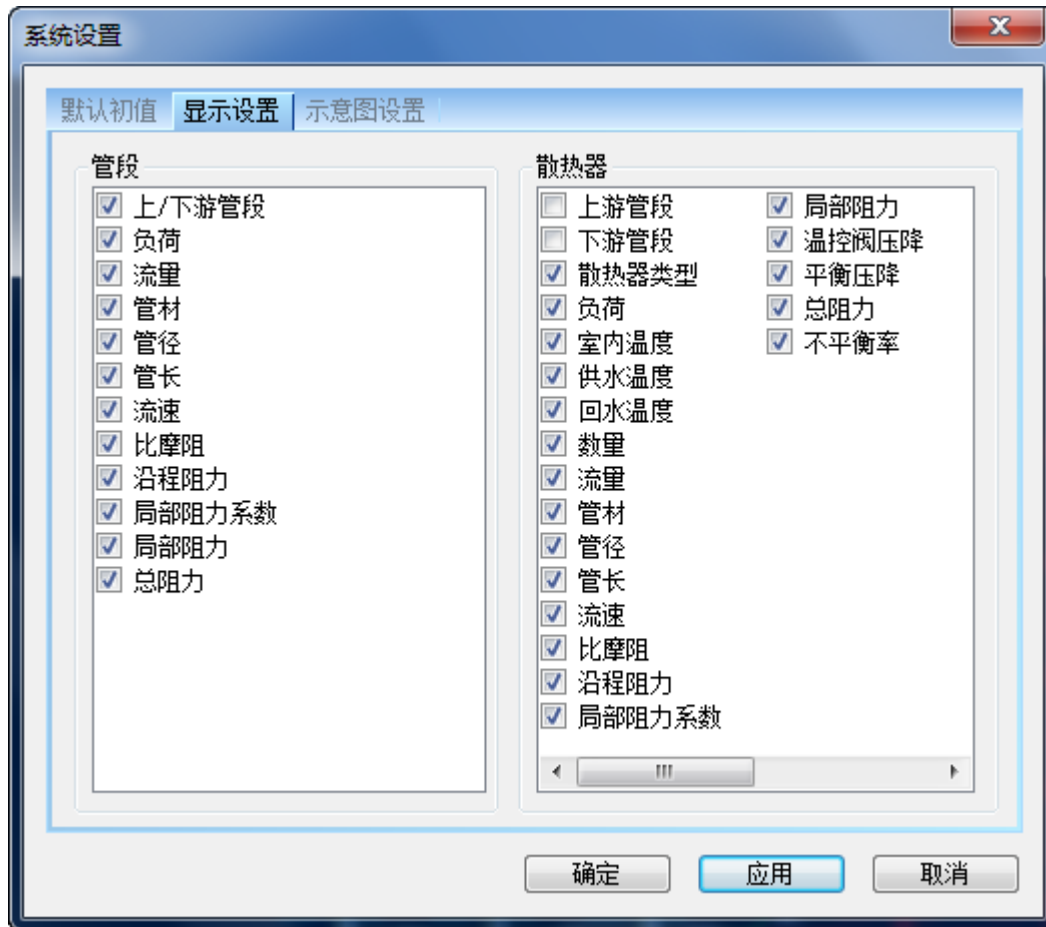 系统设置
默认初值 显示设置 示意图设置
管段
上/下游管段
负荷
流量
管材
管径
管长
流速
比摩阻
沿程阻力
局部阻力系数
局部阻力
总阻力
散热器
上游管段
下游管段
散热器类型
负荷
室内温度
供水温度
回水温度
数量
流量
管材
管径
管长
流速
比摩阻
沿程阻力
局部阻力系数
局部阻力
温控阀压降
平衡压降
总阻力
不平衡率
确定 应用 取消